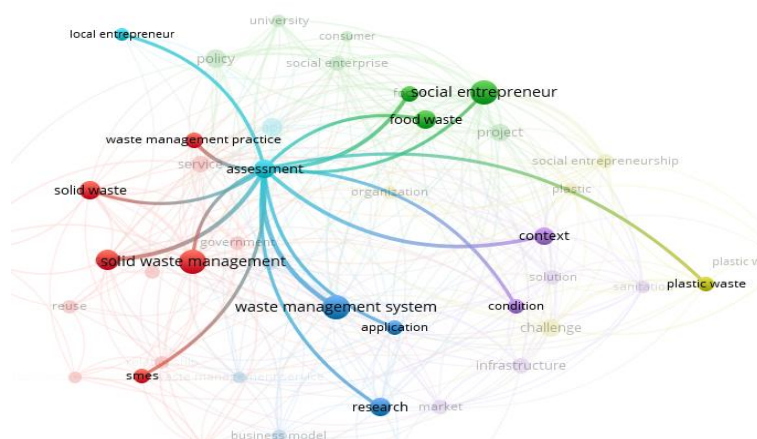 university
local entrepreneur
consumer
policy
social enterprise
social entrepreneur
food waste
project
waste management practice
service
assessment
social entrepreneurship
solid waste
organization
plastic
context
government
solid waste management
plastic w
solution
sanitation
plastic waste
reuse
waste management system
condition
application
challenge
infrastructure
smes
research
market
business model